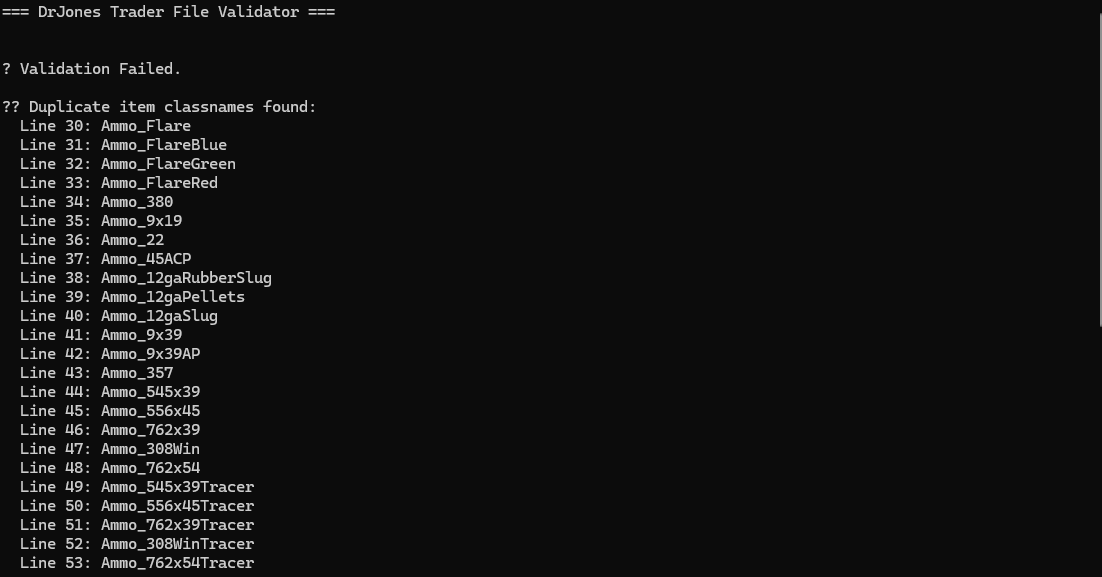 === DrJones Trader File Validator ===
? Validation Failed.
?? Duplicate item classnames found:
Line 30: Ammo_Flare
Line 31: Ammo_FlareBlue
Line 32: Ammo_FlareGreen
Line 33: Ammo_FlareRed
Line 34: Ammo_380
Line 35: Ammo_9x19
Line 36: Ammo_22
Line 37: Ammo_45ACP
Line 38: Ammo_12gaRubberSlug
Line 39: Ammo_12gaPellets
Line 40: Ammo_12gaSlug
Line 41: Ammo_9x39
Line 42: Ammo_9x39AP
Line 43: Ammo_357
Line 44: Ammo_545x39
Line 45: Ammo_556x45
Line 46: Ammo_762x39
Line 47: Ammo_308Win
Line 48: Ammo_762x54
Line 49: Ammo_545x39Tracer
Line 50: Ammo_556x45Tracer
Line 51: Ammo_762x39Tracer
Line 52: Ammo_308WinTracer
Line 53: Ammo_762x54Tracer